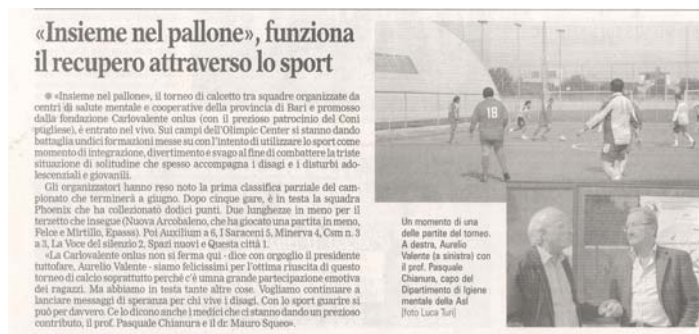 «Insieme nel pallone», funziona
il recupero attraverso lo sport
«Insieme nel pallone», il torneo di calcetto tra squadre organizzate da
centri di salute mentale e cooperative della provincia di Bari e promosso
dalla fondazione Carlovalente onlus (con il prezioso patrocinio del Coni
pugliese), è entrato nel vivo. Sui campi dell'Olimpic Center si stanno dando
battaglia undici formazioni messe su con l'intento di utilizzare lo sport come
momento di integrazione, divertimento e svago al fine di combattere la triste
situazione di solitudine che spesso accompagna i disagi e i disturbi ado-
lescenziali e giovanili.
Gli organizzatori hanno reso noto la prima classifica parziale del cam-
pionato che terminerà a giugno. Dopo cinque gare, è in testa la squadra
Phoenix che ha collezionato dodici punti. Due lunghezze in meno per il
terzetto che insegue (Nuova Arcobaleno, che ha giocato una partita in meno,
Felce e Mirtillo, Epasss). Poi Auxilium a 6, I Saraceni 5, Minerva 4, Csm n. 3
a 3, La Voce del silenzio 2, Spazi nuovi e Questa città 1.
«La Carlovalente onlus non si ferma qui - dice con orgoglio il presidente
tuttofare, Aurelio Valente - siamo felicissimi per l'ottima riuscita di questo
torneo di calcio soprattutto perché c'è una grande partecipazione emotiva
dei ragazzi. Ma abbiamo in testa tante altre cose. Vogliamo continuare a
lanciare messaggi di speranza per chi vive i disagi. Con lo sport guarire si
può per davvero. Ce lo dicono anche i medici che ci stanno dando un prezioso
contributo, il prof. Pasquale Chianura e il dr. Mauro Squeo».
18
Un momento di una
delle partite del torneo.
A destra, Aurelio
Valente (a sinistra) con
il prof. Pasquale
Chianura, capo del
Dipartimento di Igiene
mentale della Asl
[foto Luca Turi]